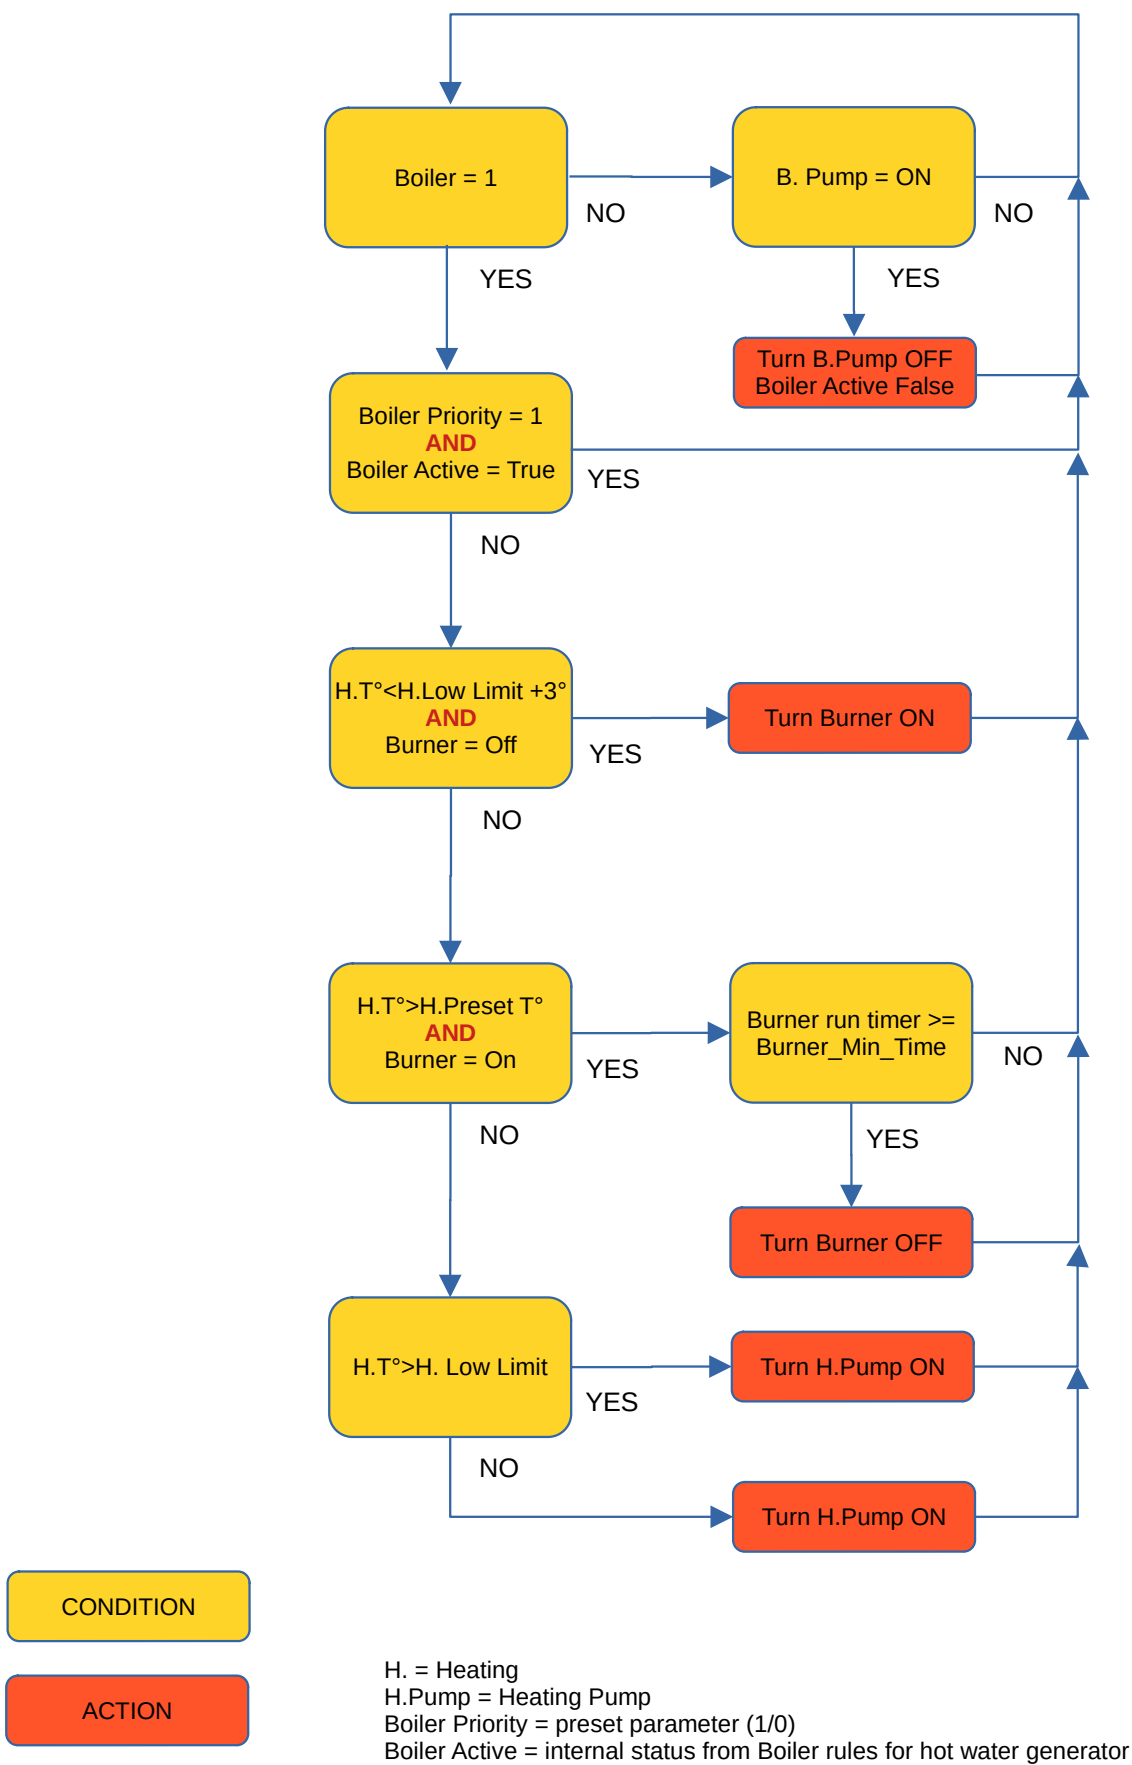 Boiler = 1
NO
B. Pump = ON
NO
YES
YES
Turn B.Pump OFF
Boiler Active False
Boiler Priority = 1
AND
Boiler Active = True
YES
NO
H.T°<H.Low Limit +3°
AND
Burner = Off
YES
Turn Burner ON
NO
H.T°>H.Preset T°
AND
Burner = On
YES
Burner run timer >=
Burner_Min_Time
NO
YES
NO
Turn Burner OFF
H.T°>H. Low Limit
YES
Turn H.Pump ON
NO
Turn H.Pump ON
CONDITION
ACTION
H. = Heating
H.Pump = Heating Pump
Boiler Priority = preset parameter (1/0)
Boiler Active = internal status from Boiler rules for hot water generator